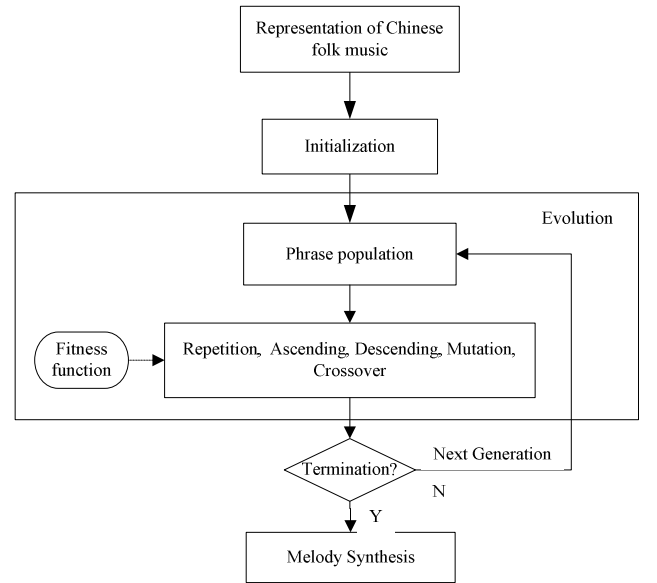 Representation of Chinese
folk music
Initialization
Evolution
Phrase population
Fitness
function
Repetition, Ascending, Descending, Mutation,
Crossover
Termination?
Next Generation
N
Y
Melody Synthesis